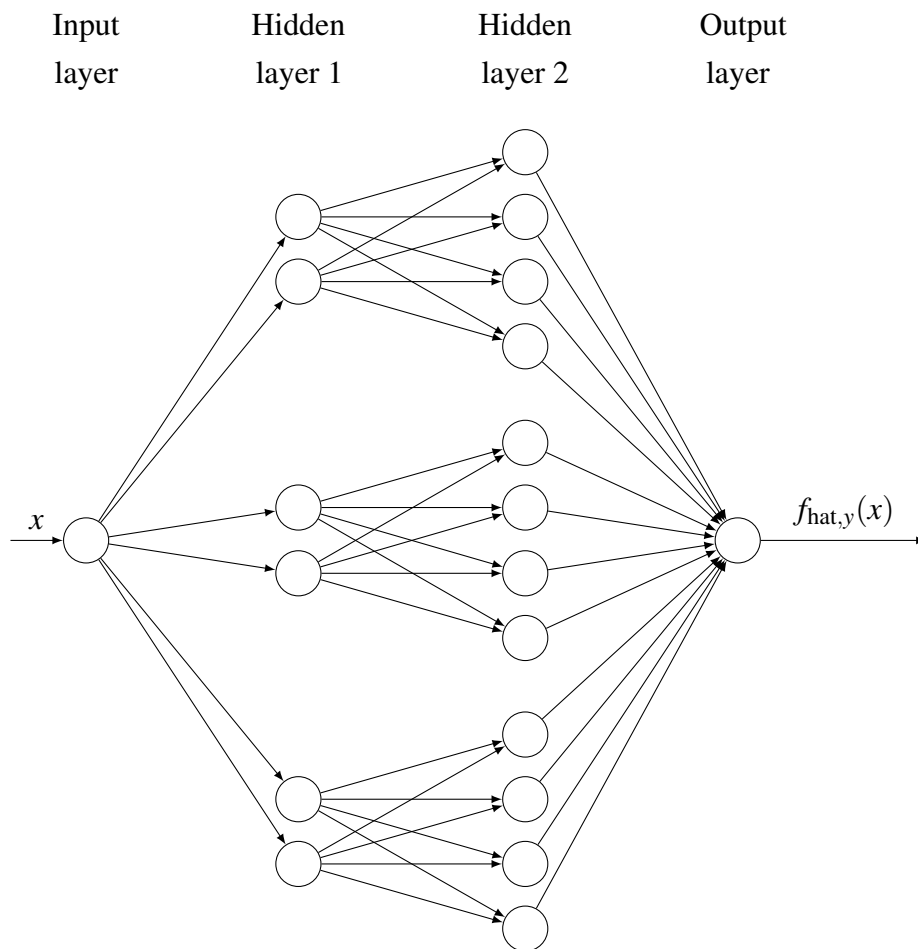 Input Hidden Hidden Output
layer layer 1 layer 2 layer
x f_hat,y(x)